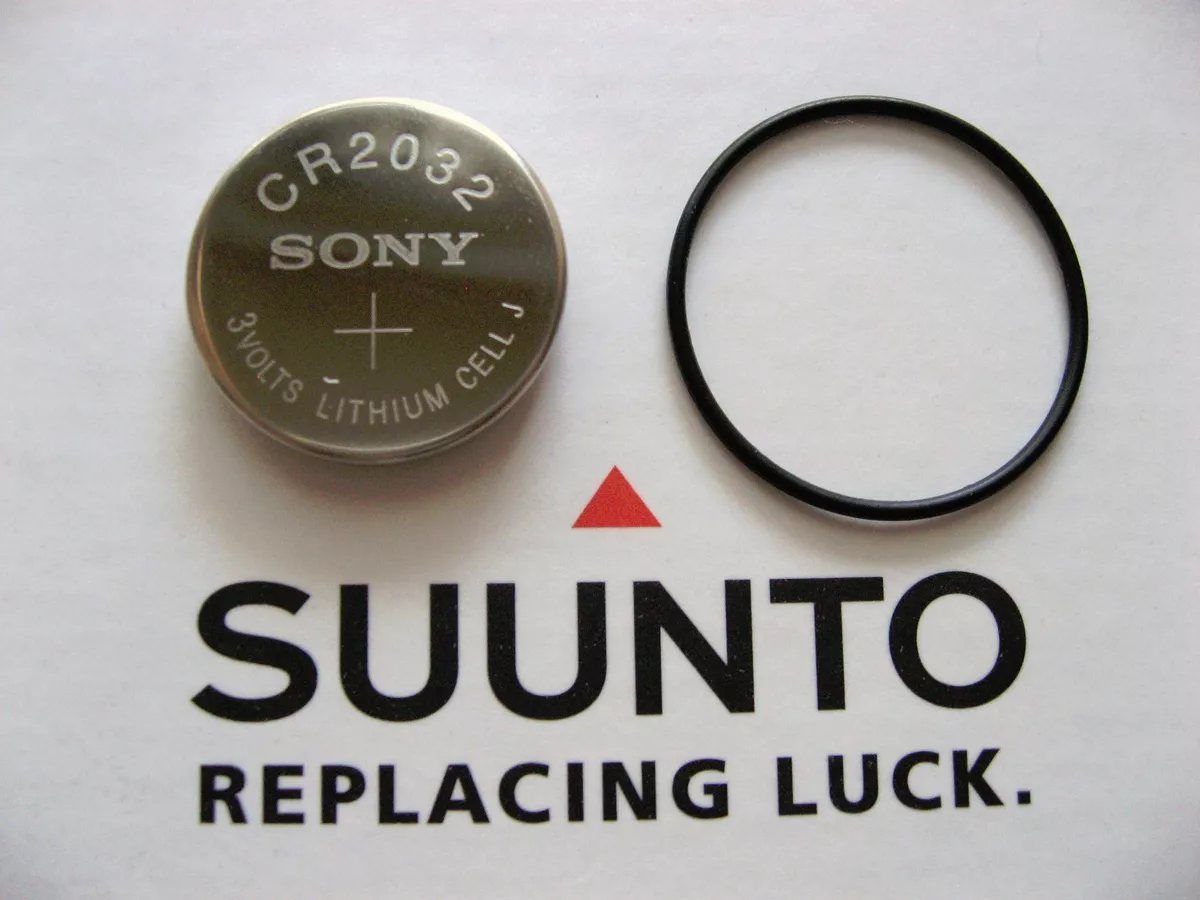 CR2032
SONY
+
3VOLTS LITHIUM CELL J
SUUNTO
REPLACING LUCK.